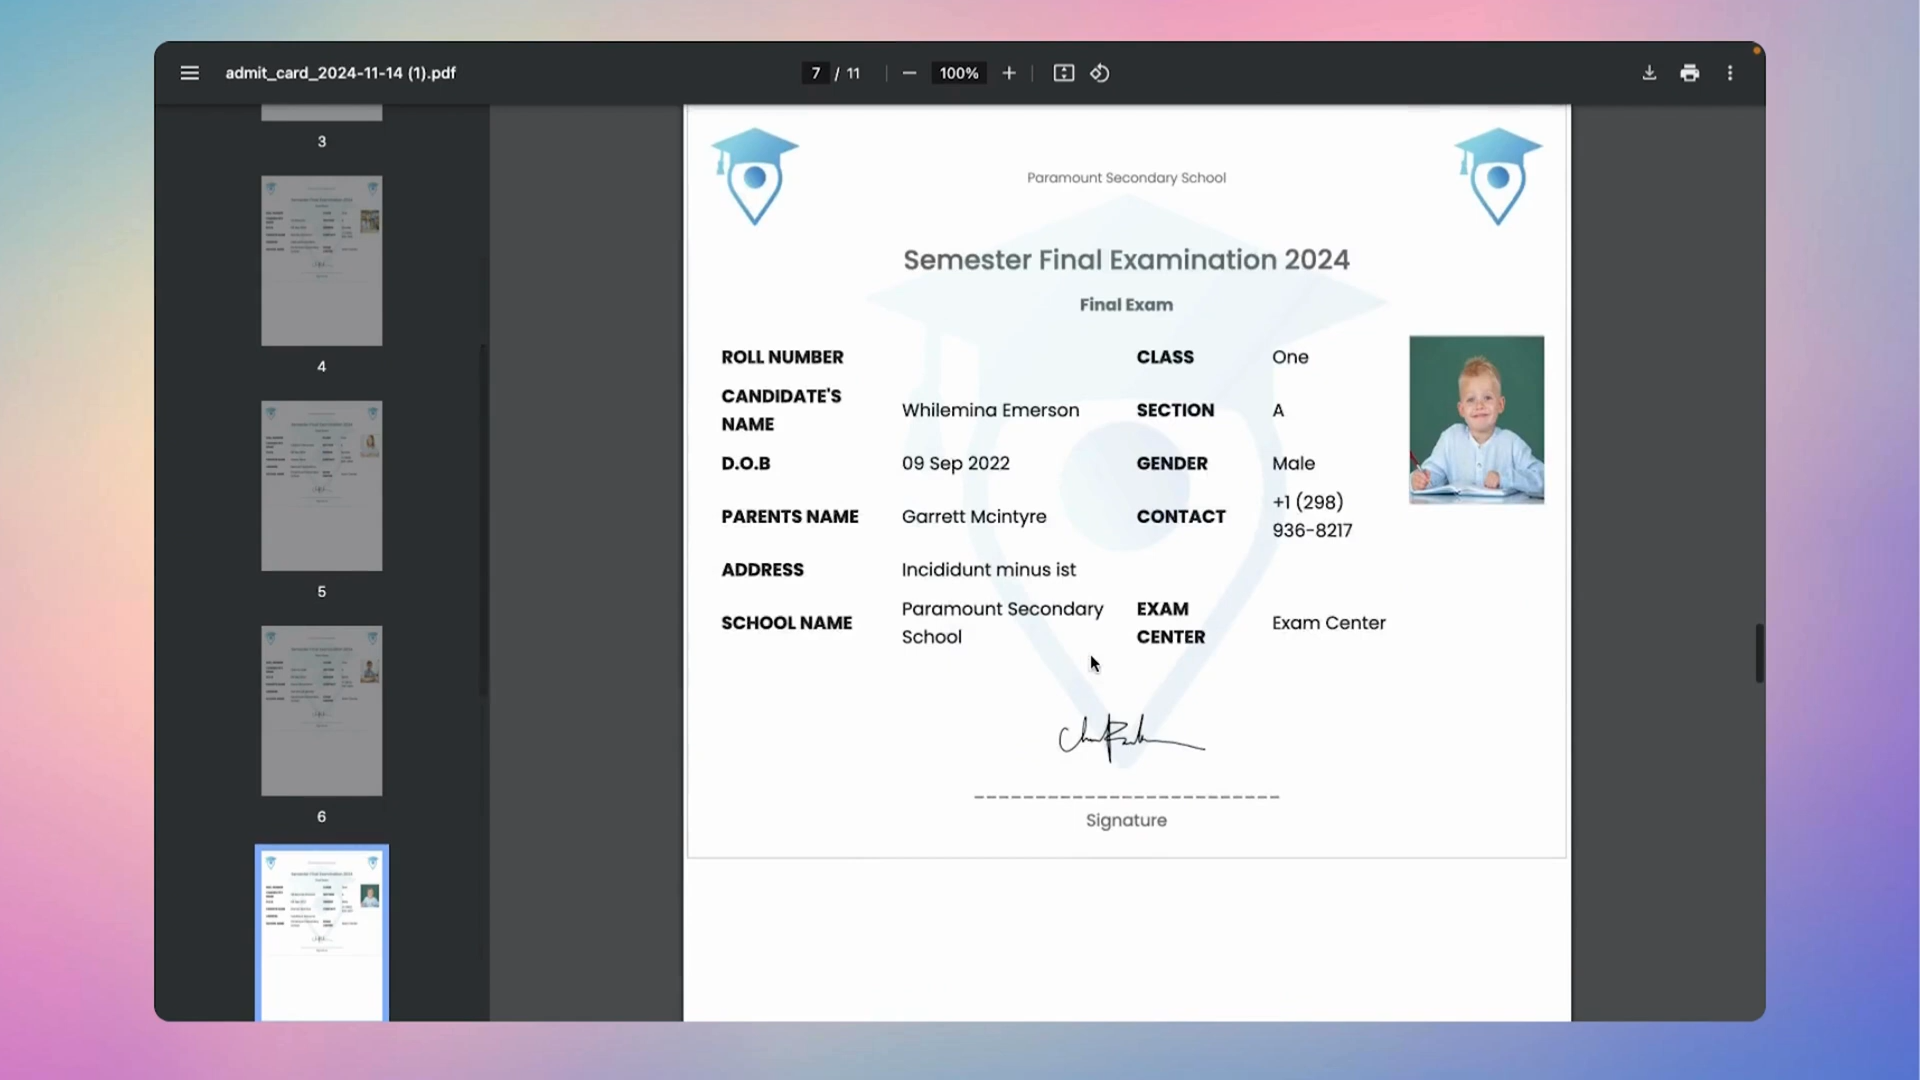 admit_card_2024-11-14 (1).pdf
7 / 11
100%
3
4
5
6
Paramount Secondary School
Semester Final Examination 2024
Final Exam
ROLL NUMBER
CLASS One
CANDIDATE'S
NAME
Whilemina Emerson
SECTION A
D.O.B 09 Sep 2022
GENDER Male
PARENTS NAME Garrett Mcintyre
CONTACT
+1 (298)
936-8217
ADDRESS Incididunt minus ist
SCHOOL NAME
Paramount Secondary
School
EXAM
CENTER
Exam Center
Signature